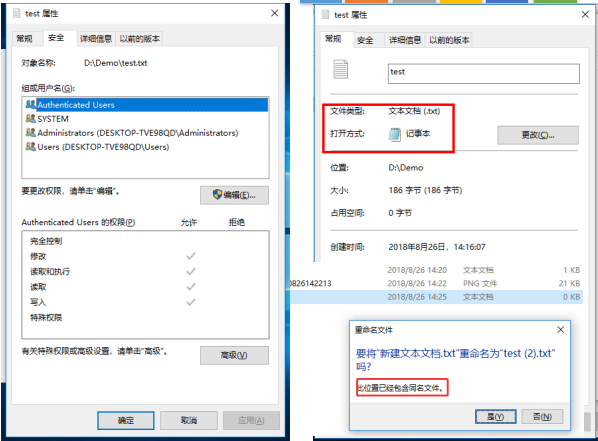 test 属性
常规 安全 详细信息 以前的版本
对象名称: D:\Demo\test.txt
组或用户名(G):
Authenticated Users
SYSTEM
Administrators (DESKTOP-TVE98QD\Administrators)
Users (DESKTOP-TVE98QD\Users)
要更改权限，请单击"编辑"。
编辑(E)...
Authenticated Users 的权限(P) 允许 拒绝
完全控制
修改
读取和执行
读取
写入
特殊权限
有关特殊权限或高级设置，请单击"高级"。
高级(V)
确定 取消 应用(A)
test 属性
常规 安全 详细信息 以前的版本
test
文件类型: 文本文档 (.txt)
打开方式: 记事本
更改(C)...
位置: D:\Demo
大小: 186 字节 (186 字节)
占用空间: 0 字节
创建时间: 2018年8月26日，14:16:07
2018/8/26 14:20 文本文档 1 KB
0826142213 2018/8/26 14:22 PNG 文件 21 KB
2018/8/26 14:25 文本文档 0 KB
重命名文件
要将"新建文本文档.txt"重命名为"test (2).txt"
吗?
此位置已经包含同名文件。
是(Y) 否(N)